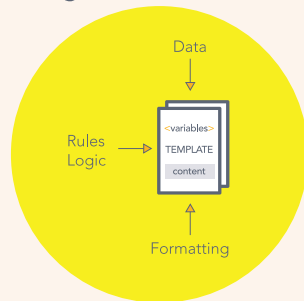 Data
<variables>
Rules
Logic
TEMPLATE
content
Formatting